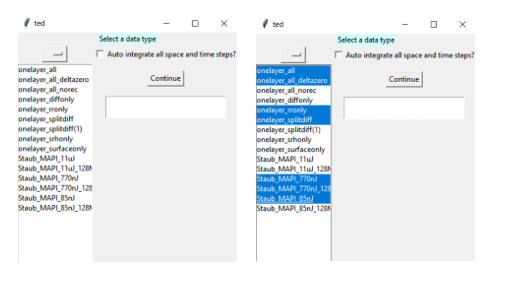 ted
Select a data type
Auto integrate all space and time steps?
Continue
onelayer_all
onelayer_all_deltazero
onelayer_all_norec
onelayer_diffonly
onelayer_rronly
onelayer_splitdiff
onelayer_splitdiff(1)
onelayer_srhonly
onelayer_surfaceonly
Staub_MAPI_11uJ
Staub_MAPI_11uJ_128N
Staub_MAPI_770nJ
Staub_MAPI_770nJ_128
Staub_MAPI_85nJ
Staub_MAPI_85nJ_128N
ted
Select a data type
Auto integrate all space and time steps?
Continue
onelayer_all
onelayer_all_deltazero
onelayer_all_norec
onelayer_diffonly
onelayer_rronly
onelayer_splitdiff
onelayer_splitdiff(1)
onelayer_srhonly
onelayer_surfaceonly
Staub_MAPI_11uJ
Staub_MAPI_11uJ_128N
Staub_MAPI_770nJ
Staub_MAPI_770nJ_128
Staub_MAPI_85nJ
Staub_MAPI_85nJ_128N